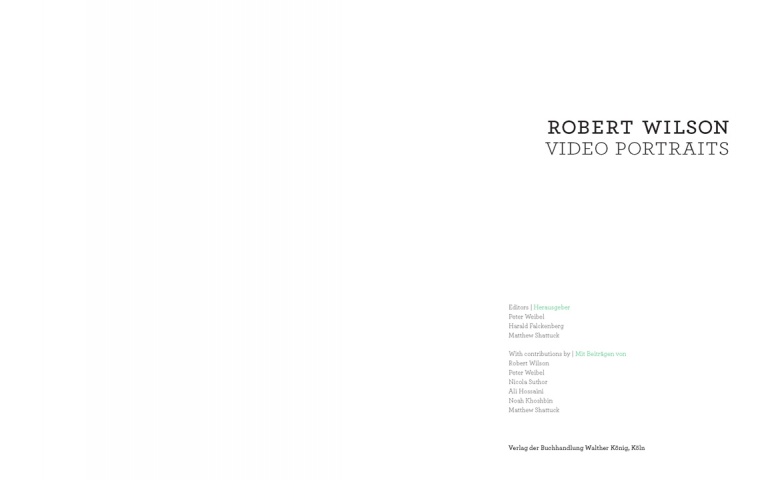 ROBERT WILSON
VIDEO PORTRAITS
Editors | Herausgeber
Peter Weibel
Harald Falckenberg
Matthew Shattuck
With contributions by | Mit Beiträgen von
Robert Wilson
Peter Weibel
Nicola Suthor
Ali Hossaini
Noah Khoshbin
Matthew Shattuck
Verlag der Buchhandlung Walther König, Köln